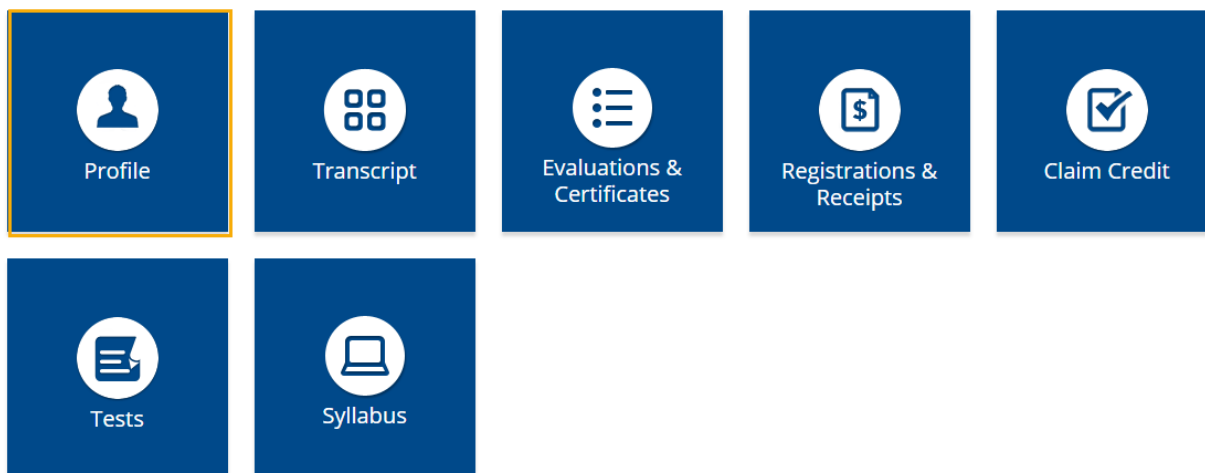 Profile
Transcript
Evaluations &
Certificates
Registrations &
Receipts
Claim Credit
Tests
Syllabus